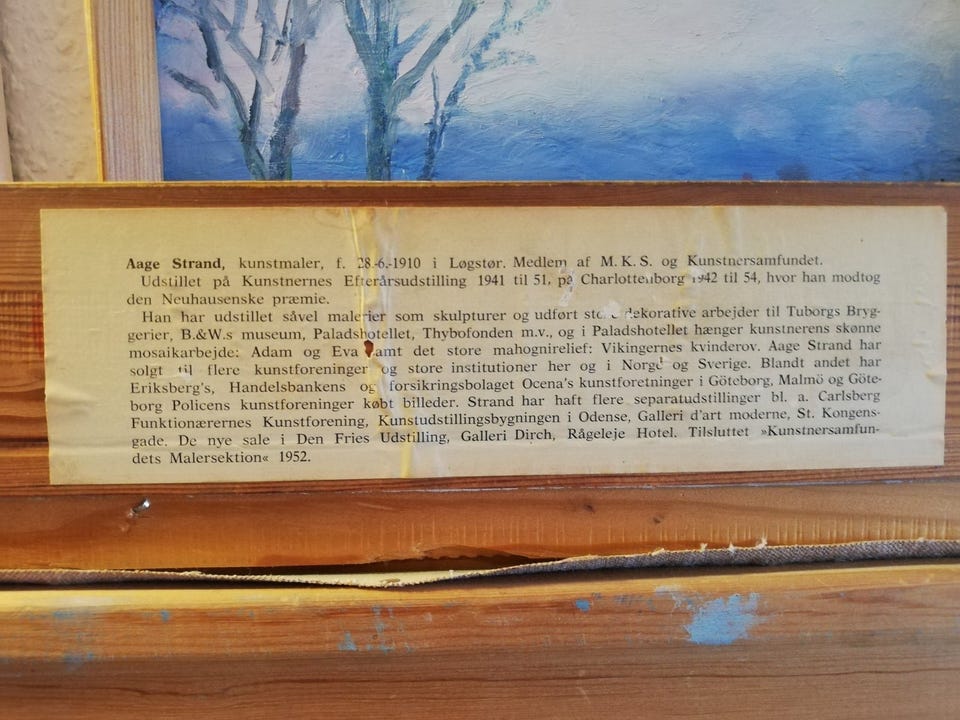 Aage Strand, kunstmaler, f. 28-6.-1910 i Løgstør. Medlem af M. K. S. og Kunstnersamfundet.
Udstillet på Kunstnernes Efterårsudstilling 1941 til 51, på Charlottenborg 1942 til 54, hvor han modtog
den Neuhausenske præmie.
Han har udstillet såvel malerier som skulpturer og udført store dekorative arbejder til Tuborgs Bryg-
gerier, B.&W.s museum, Paladshotellet, Thybofonden m.v., og i Paladshotellet hænger kunstnerens skønne
mosaikarbejde: Adam og Eva samt det store mahognirelief: Vikingernes kvinderov. Aage Strand har
solgt til flere kunstforeninger og store institutioner her og i Norge og Sverige. Blandt andet har
Eriksberg's, Handelsbankens og forsikringsbolaget Ocena's kunstforetninger i Göteborg, Malmö og Göte-
borg Policens kunstforeninger købt billeder. Strand har haft flere separatudstillinger bl. a. Carlsberg
Funktionærernes Kunstforening, Kunstudstillingsbygningen i Odense, Galleri d'art moderne, St. Kongens-
gade. De nye sale i Den Fries Udstilling, Galleri Dirch, Rågeleje Hotel. Tilsluttet »Kunstnersamfun-
dets Malersektion« 1952.